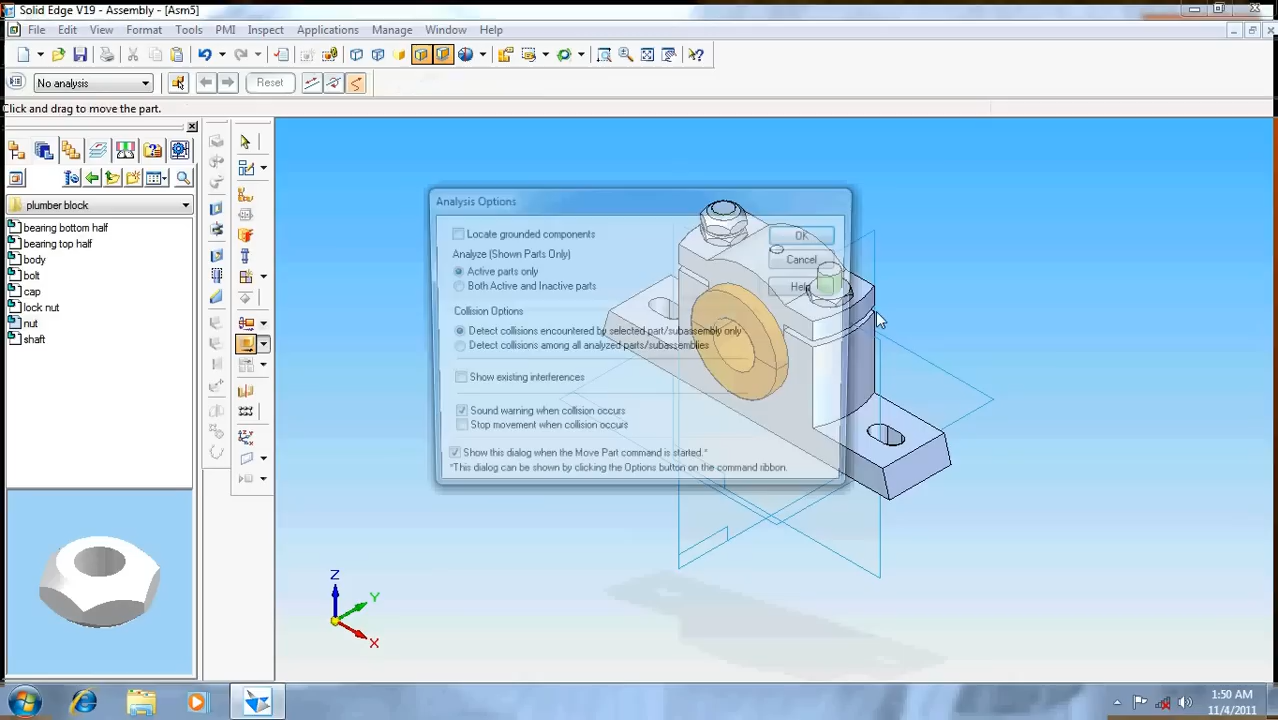 Solid Edge V19 - Assembly - [Asm5]
File Edit View Format Tools PMI Inspect Applications Manage Window Help
No analysis
Reset
Click and drag to move the part.
plumber block
bearing bottom half
bearing top half
body
bolt
cap
lock nut
nut
shaft
Analysis Options
Locate grounded components
OK
Analyze (Shown Parts Only)
Cancel
Active parts only
Both Active and Inactive parts
Help
Collision Options
Detect collisions encountered by selected part/subassembly only
Detect collisions among all analyzed parts/subassemblies
Show existing interferences
Sound warning when collision occurs
Stop movement when collision occurs
Show this dialog when the Move Part command is started.*
*This dialog can be shown by clicking the Options button on the command ribbon.
Z
Y
X
1:50 AM
11/4/2011